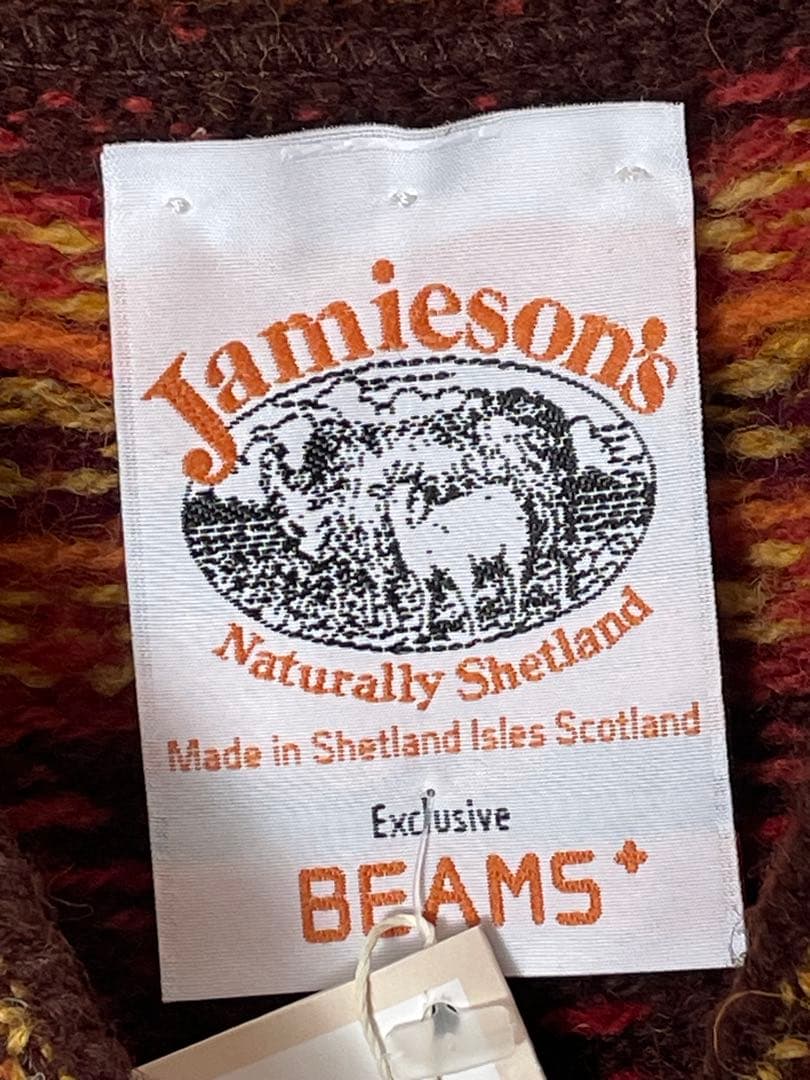 Jamieson's
Naturally Shetland
Made in Shetland Isles Scotland
Exclusive
BEAMS+